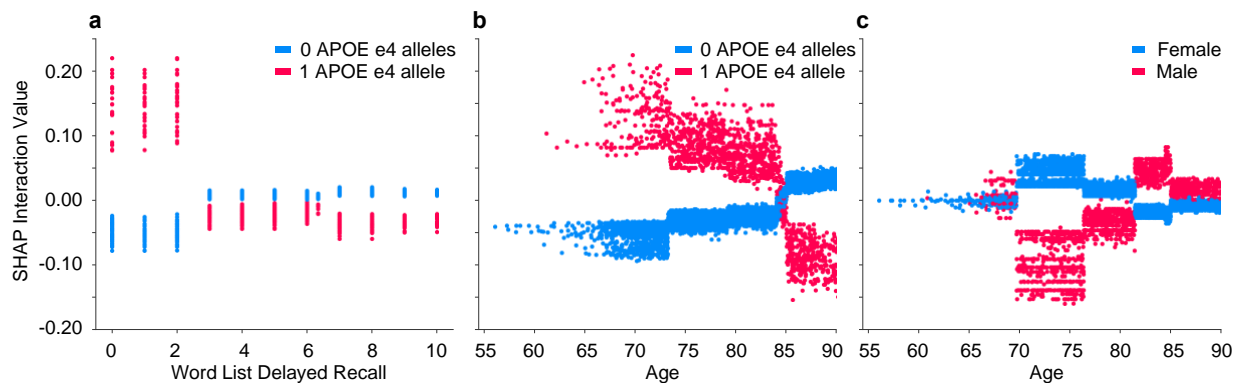 a
b
c
0 APOE e4 alleles
1 APOE e4 allele
0 APOE e4 alleles
1 APOE e4 allele
Female
Male
SHAP Interaction Value
0.20
0.10
0.00
-0.10
-0.20
0 2 4 6 8 10
55 60 65 70 75 80 85 90
55 60 65 70 75 80 85 90
Word List Delayed Recall
Age
Age